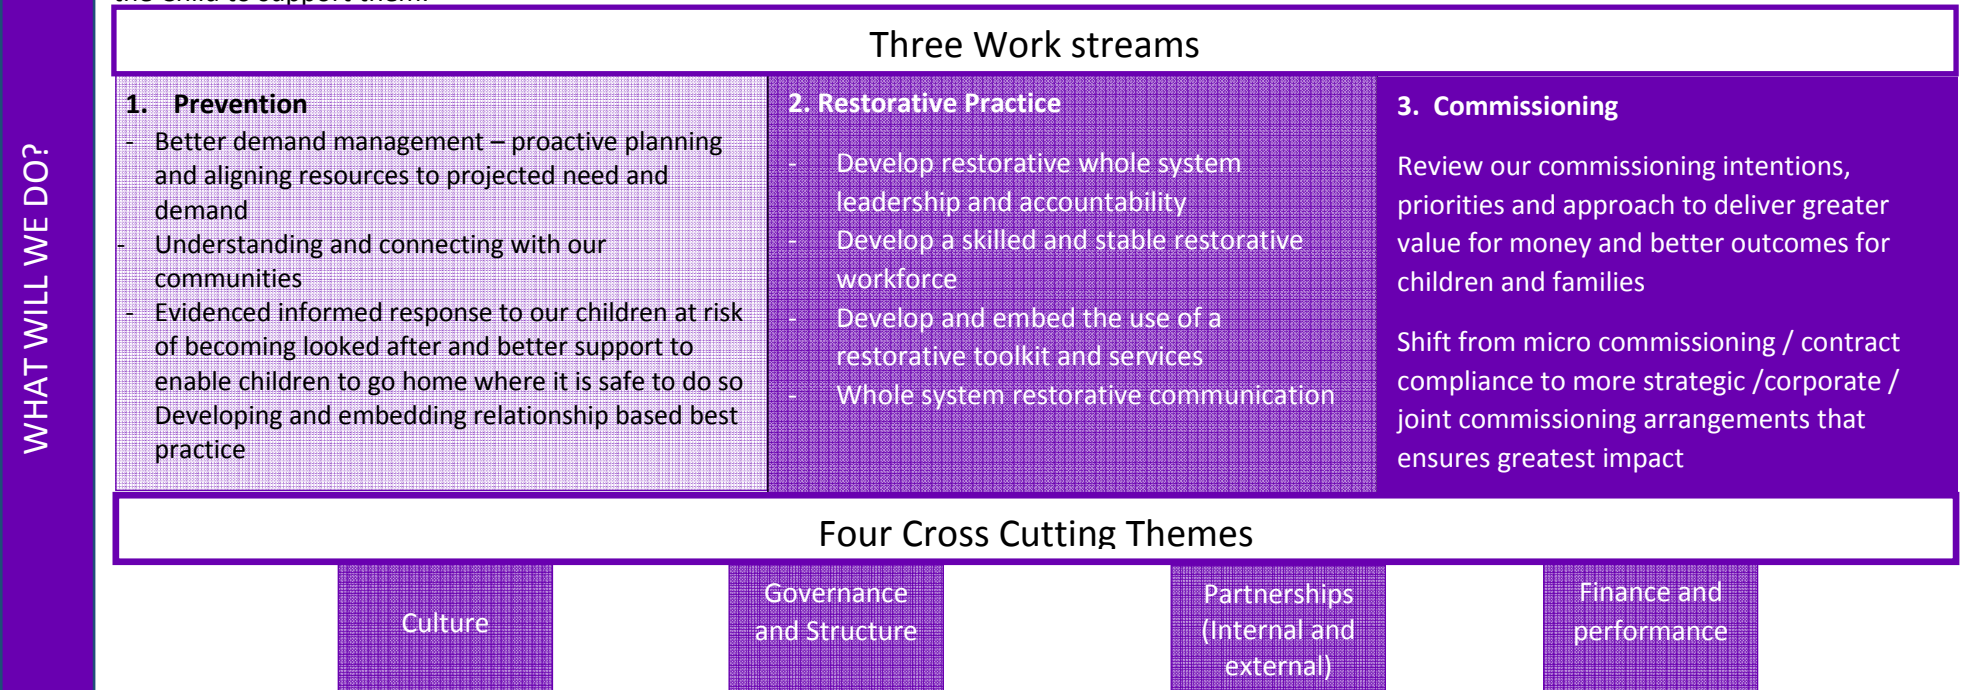 the Child to support them.
Three Work streams
WHAT WILL WE DO?
1. Prevention
- Better demand management – proactive planning
and aligning resources to projected need and
demand
- Understanding and connecting with our
communities
- Evidenced informed response to our children at risk
of becoming looked after and better support to
enable children to go home where it is safe to do so
Developing and embedding relationship based best
practice
2. Restorative Practice
- Develop restorative whole system
leadership and accountability
- Develop a skilled and stable restorative
workforce
- Develop and embed the use of a
restorative toolkit and services
- Whole system restorative communication
3. Commissioning
Review our commissioning intentions,
priorities and approach to deliver greater
value for money and better outcomes for
children and families
Shift from micro commissioning / contract
compliance to more strategic /corporate /
joint commissioning arrangements that
ensures greatest impact
Four Cross Cutting Themes
Culture
Governance
and Structure
Partnerships
(Internal and
external)
Finance and
performance